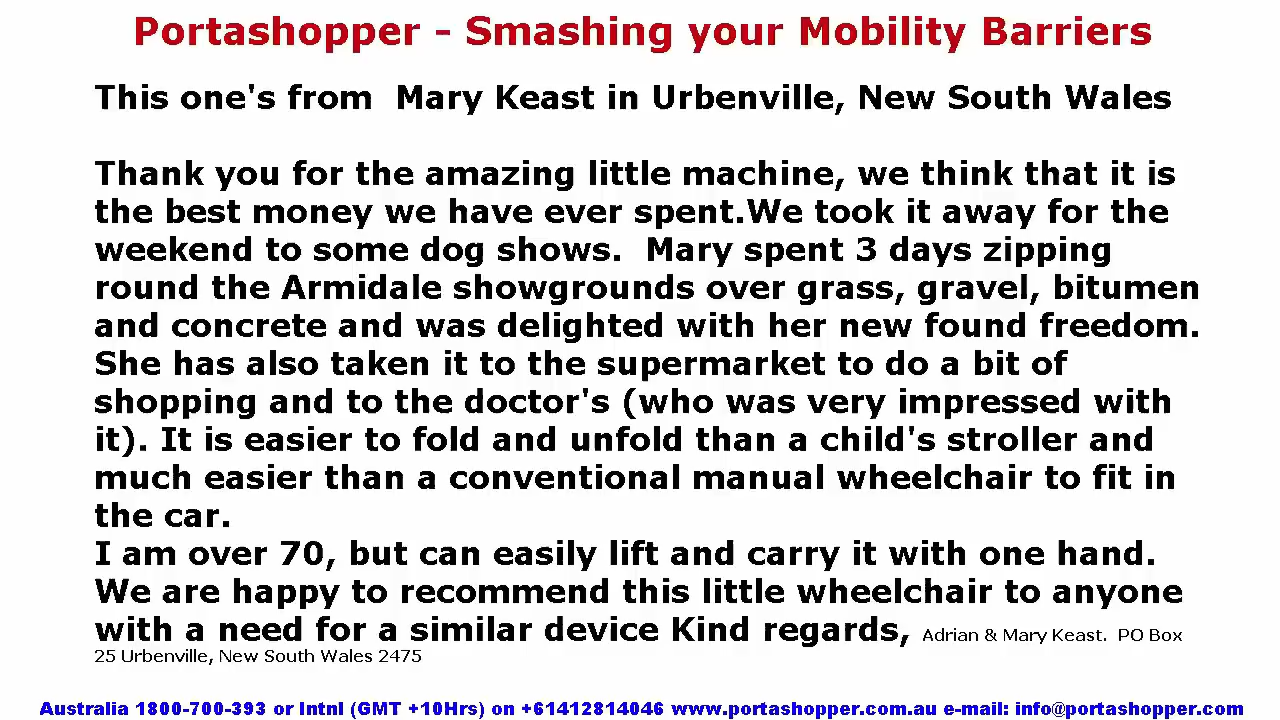 Portashopper - Smashing your Mobility Barriers
This one's from  Mary Keast in Urbenville, New South Wales
Thank you for the amazing little machine, we think that it is
the best money we have ever spent.We took it away for the
weekend to some dog shows.  Mary spent 3 days zipping
round the Armidale showgrounds over grass, gravel, bitumen
and concrete and was delighted with her new found freedom.
She has also taken it to the supermarket to do a bit of
shopping and to the doctor's (who was very impressed with
it). It is easier to fold and unfold than a child's stroller and
much easier than a conventional manual wheelchair to fit in
the car.
I am over 70, but can easily lift and carry it with one hand.
We are happy to recommend this little wheelchair to anyone
with a need for a similar device Kind regards, Adrian & Mary Keast.  PO Box
25 Urbenville, New South Wales 2475
Australia 1800-700-393 or Intnl (GMT +10Hrs) on +61412814046 www.portashopper.com.au e-mail: info@portashopper.com